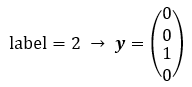 label = 2 → y = (0
0
1
0)